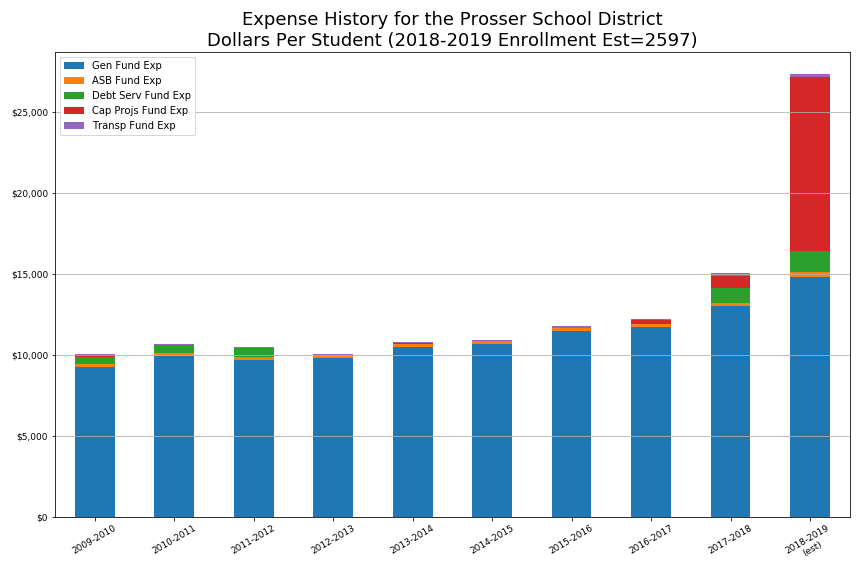 Expense History for the Prosser School District
Dollars Per Student (2018-2019 Enrollment Est=2597)
Gen Fund Exp
ASB Fund Exp
Debt Serv Fund Exp
Cap Projs Fund Exp
Transp Fund Exp
$25,000
$20,000
$15,000
$10,000
$5,000
$0
2009-2010
2010-2011
2011-2012
2012-2013
2013-2014
2014-2015
2015-2016
2016-2017
2017-2018
2018-2019
(est)